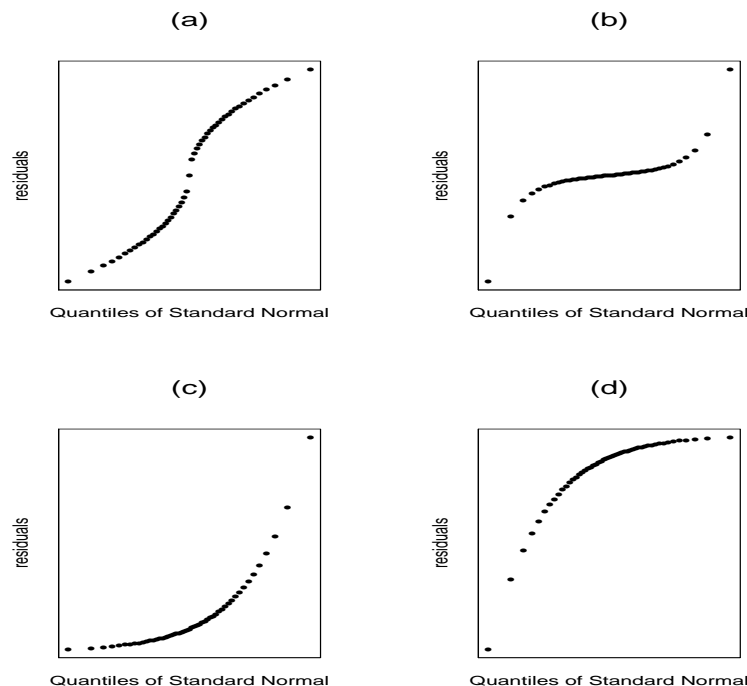 (a)
residuals
Quantiles of Standard Normal
(b)
residuals
Quantiles of Standard Normal
(c)
residuals
Quantiles of Standard Normal
(d)
residuals
Quantiles of Standard Normal